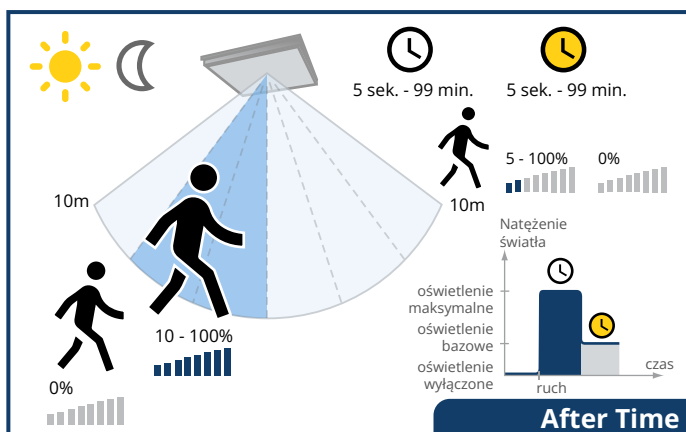 5 sek. - 99 min.
5 sek. - 99 min.
5 - 100%
0%
10m
10m
Natężenie
światła
oświetlenie
maksymalne
10 - 100%
oświetlenie
bazowe
0%
oświetlenie
wyłączone
czas
ruch
After Time